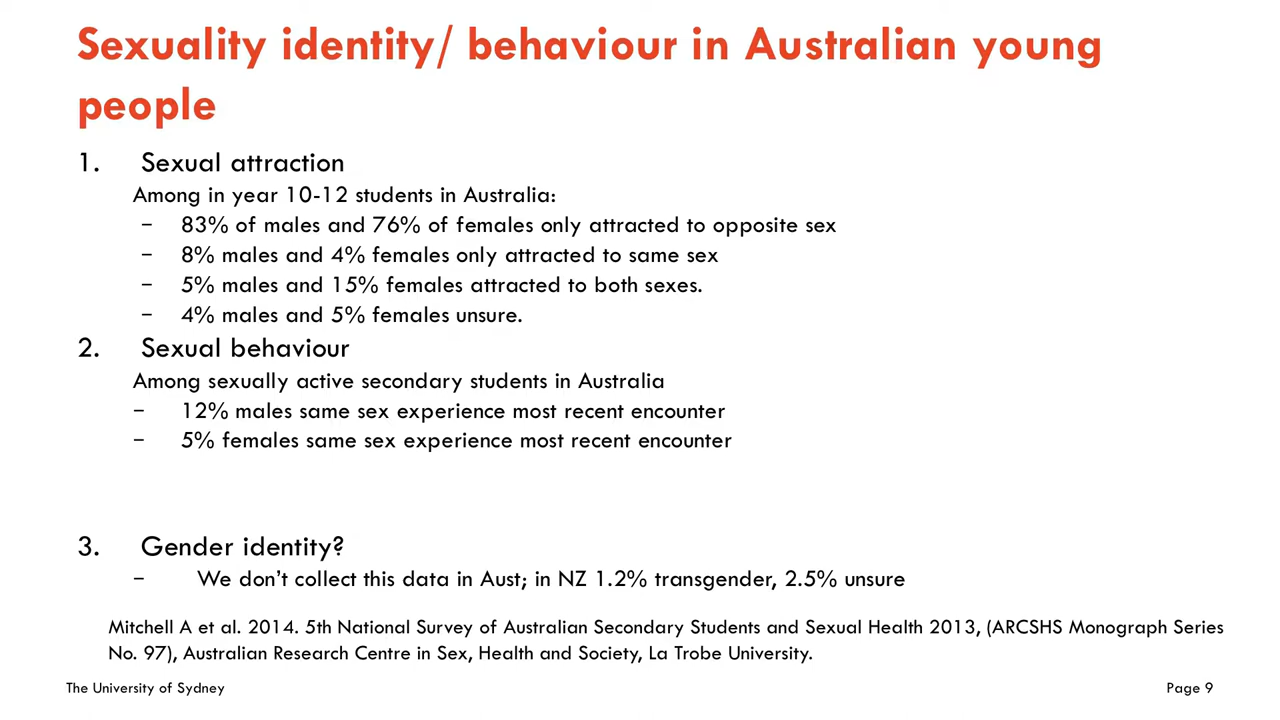 Sexuality identity/ behaviour in Australian young
people
1. Sexual attraction
Among in year 10-12 students in Australia:
– 83% of males and 76% of females only attracted to opposite sex
– 8% males and 4% females only attracted to same sex
– 5% males and 15% females attracted to both sexes.
– 4% males and 5% females unsure.
2. Sexual behaviour
Among sexually active secondary students in Australia
– 12% males same sex experience most recent encounter
– 5% females same sex experience most recent encounter
3. Gender identity?
– We don't collect this data in Aust; in NZ 1.2% transgender, 2.5% unsure
Mitchell A et al. 2014. 5th National Survey of Australian Secondary Students and Sexual Health 2013, (ARCSHS Monograph Series
No. 97), Australian Research Centre in Sex, Health and Society, La Trobe University.
The University of Sydney
Page 9